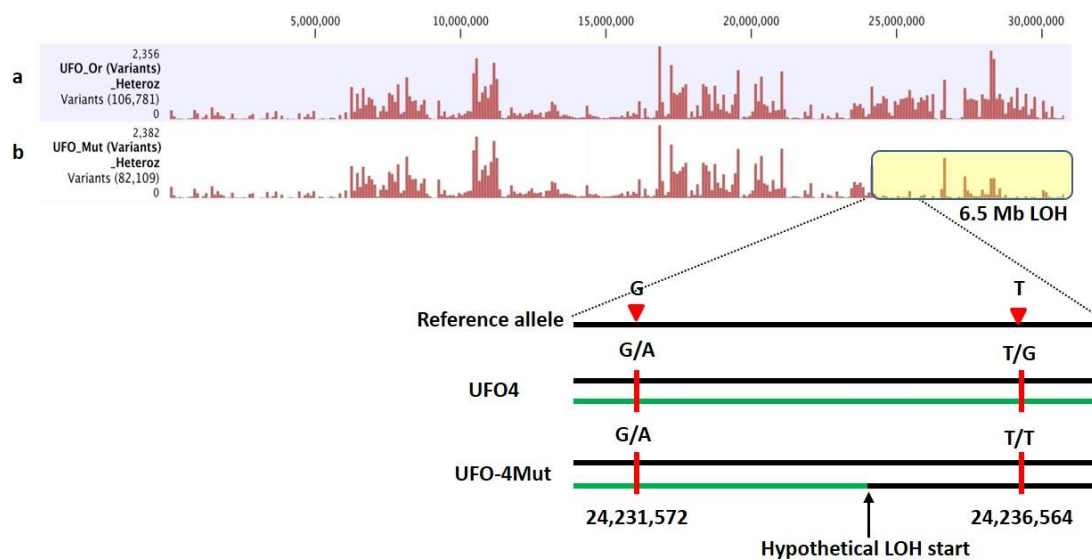 5,000,000 10,000,000 15,000,000 20,000,000 25,000,000 30,000,000
a
2,356
UFO_Or (Variants)
_Heteroz
Variants (106,781)
0
b
2,382
UFO_Mut (Variants)
_Heteroz
Variants (82,109)
0
6.5 Mb LOH
G T
Reference allele
G/A T/G
UFO4
G/A T/T
UFO-4Mut
24,231,572 24,236,564
Hypothetical LOH start